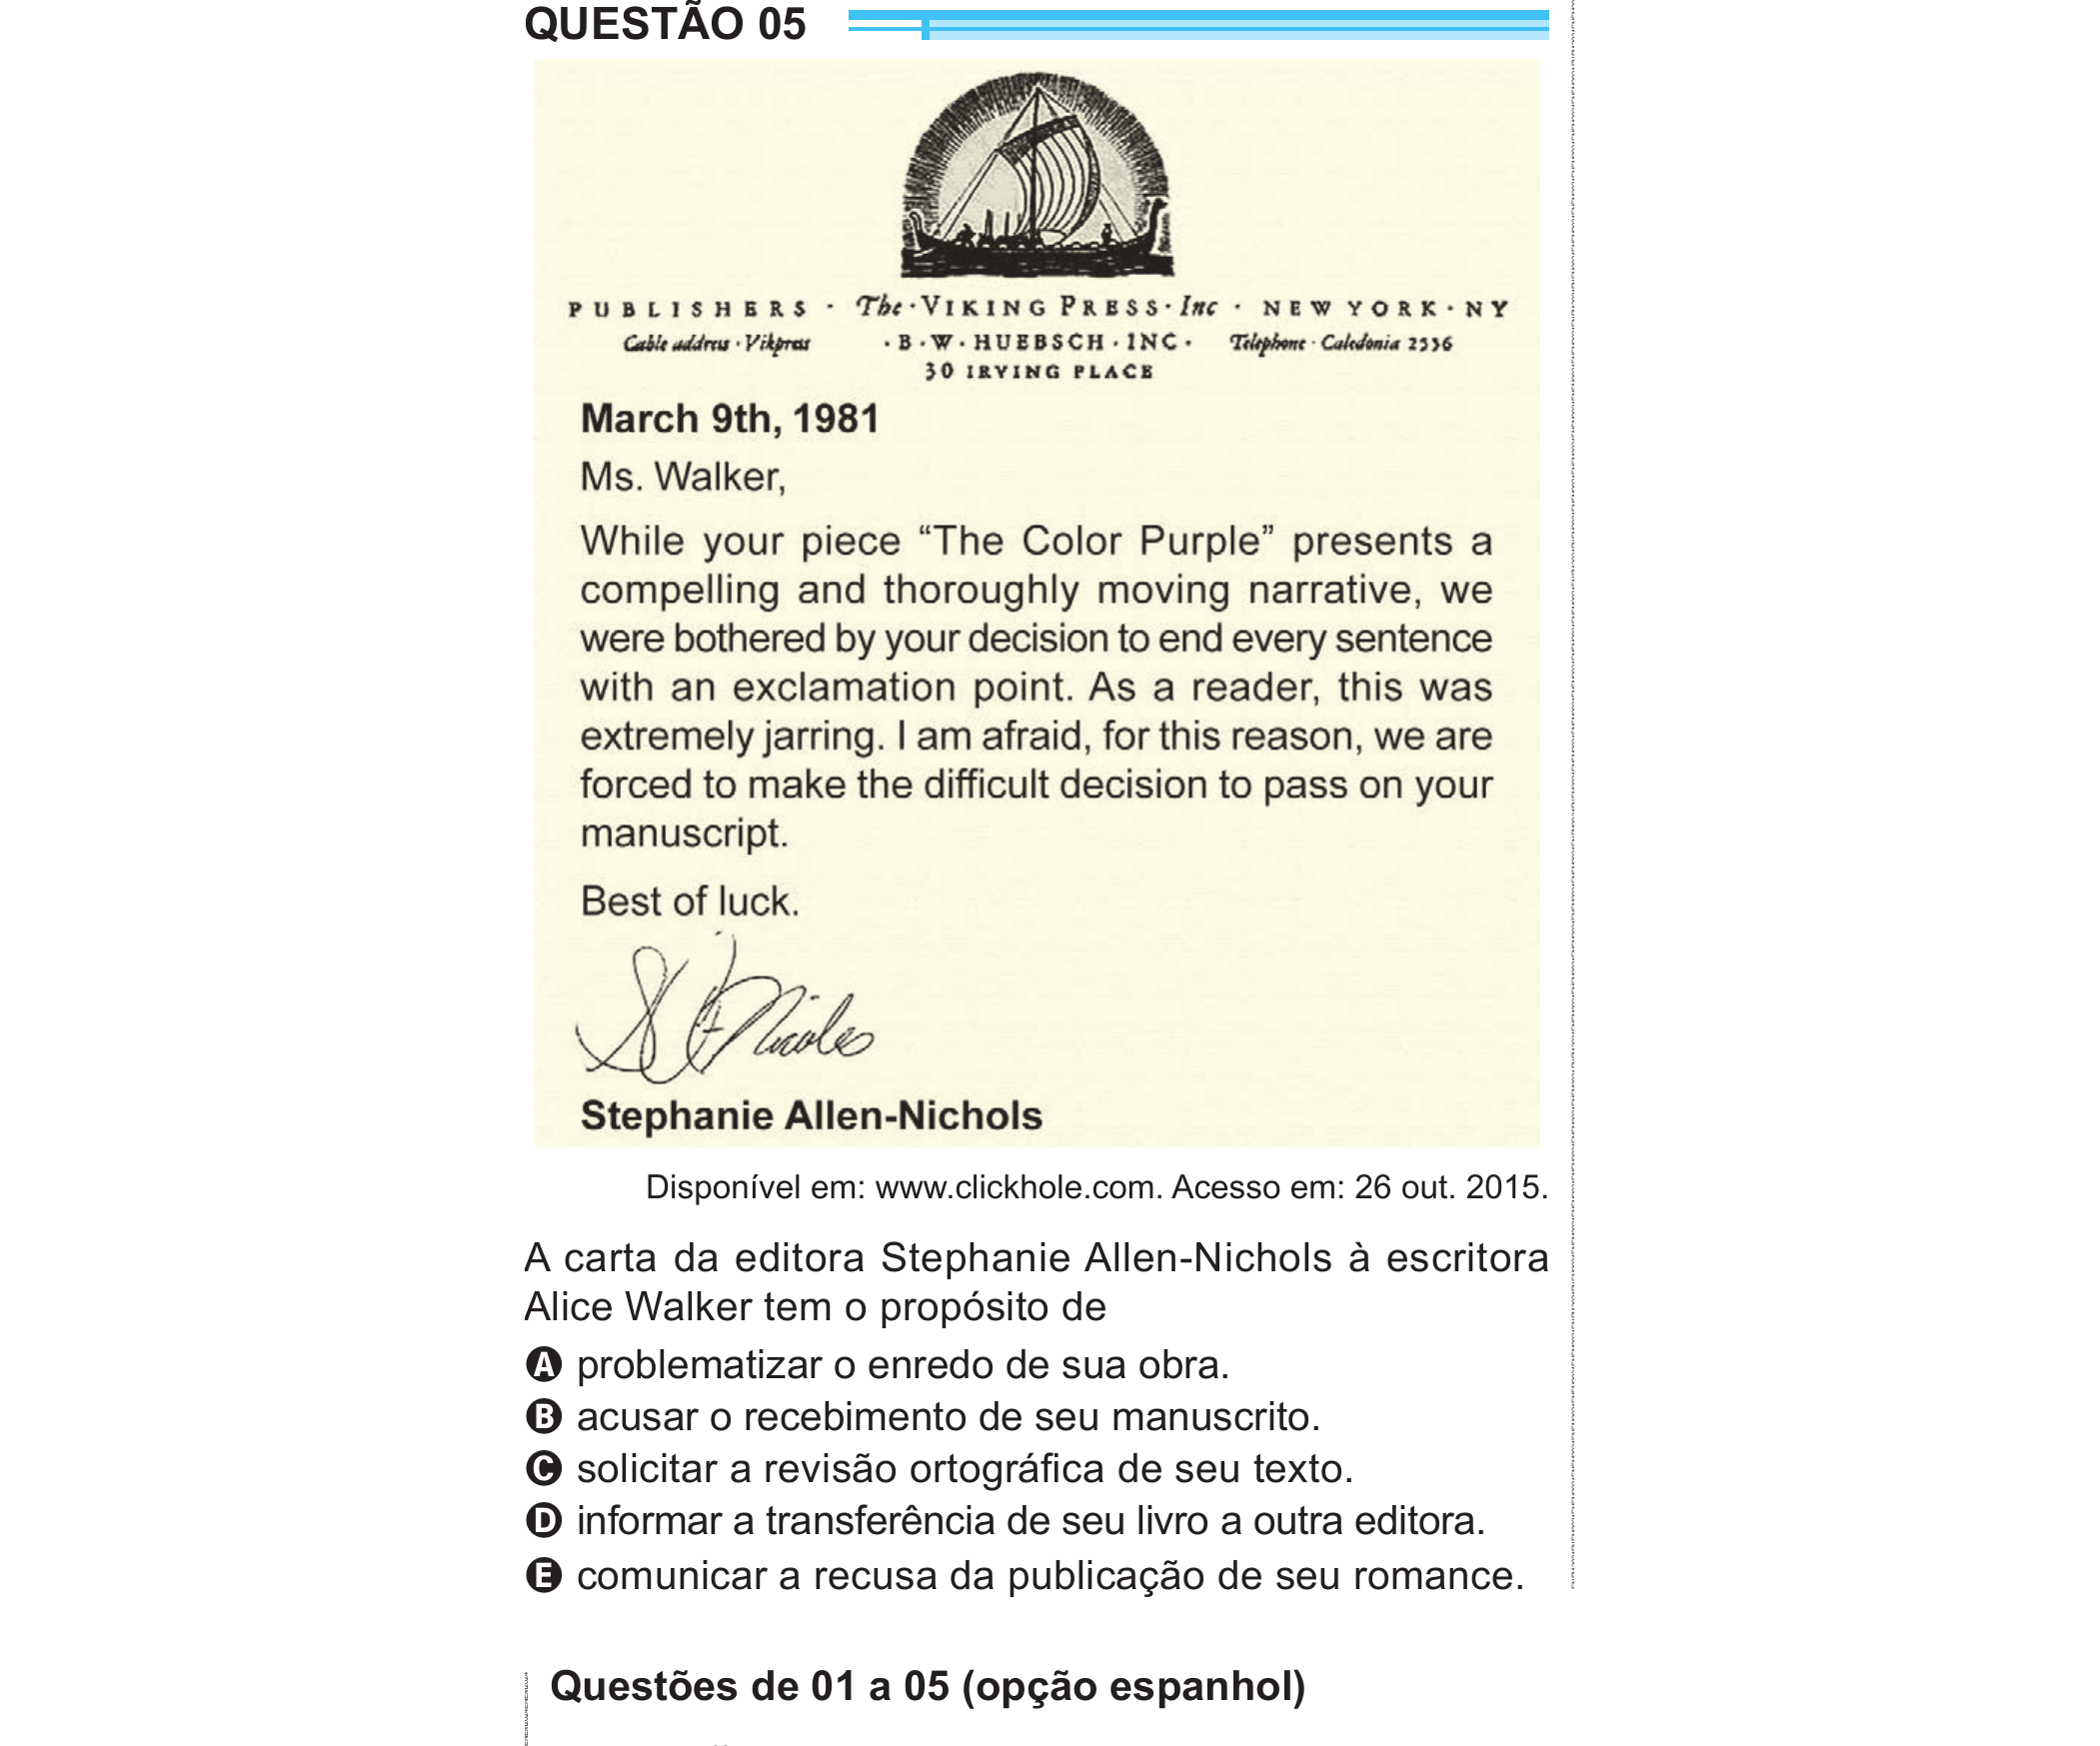 QUESTÃO 05
PUBLISHERS · The · VIKING PRESS · Inc · NEW YORK · NY
Cable address · Vikpress · B · W · HUEBSCH · INC · Telephone · Caledonia 2536
30 IRVING PLACE
March 9th, 1981
Ms. Walker,
While your piece “The Color Purple” presents a
compelling and thoroughly moving narrative, we
were bothered by your decision to end every sentence
with an exclamation point. As a reader, this was
extremely jarring. I am afraid, for this reason, we are
forced to make the difficult decision to pass on your
manuscript.
Best of luck.
Stephanie Allen-Nichols
Disponível em: www.clickhole.com. Acesso em: 26 out. 2015.
A carta da editora Stephanie Allen-Nichols à escritora
Alice Walker tem o propósito de
A problematizar o enredo de sua obra.
B acusar o recebimento de seu manuscrito.
C solicitar a revisão ortográfica de seu texto.
D informar a transferência de seu livro a outra editora.
E comunicar a recusa da publicação de seu romance.
Questões de 01 a 05 (opção espanhol)